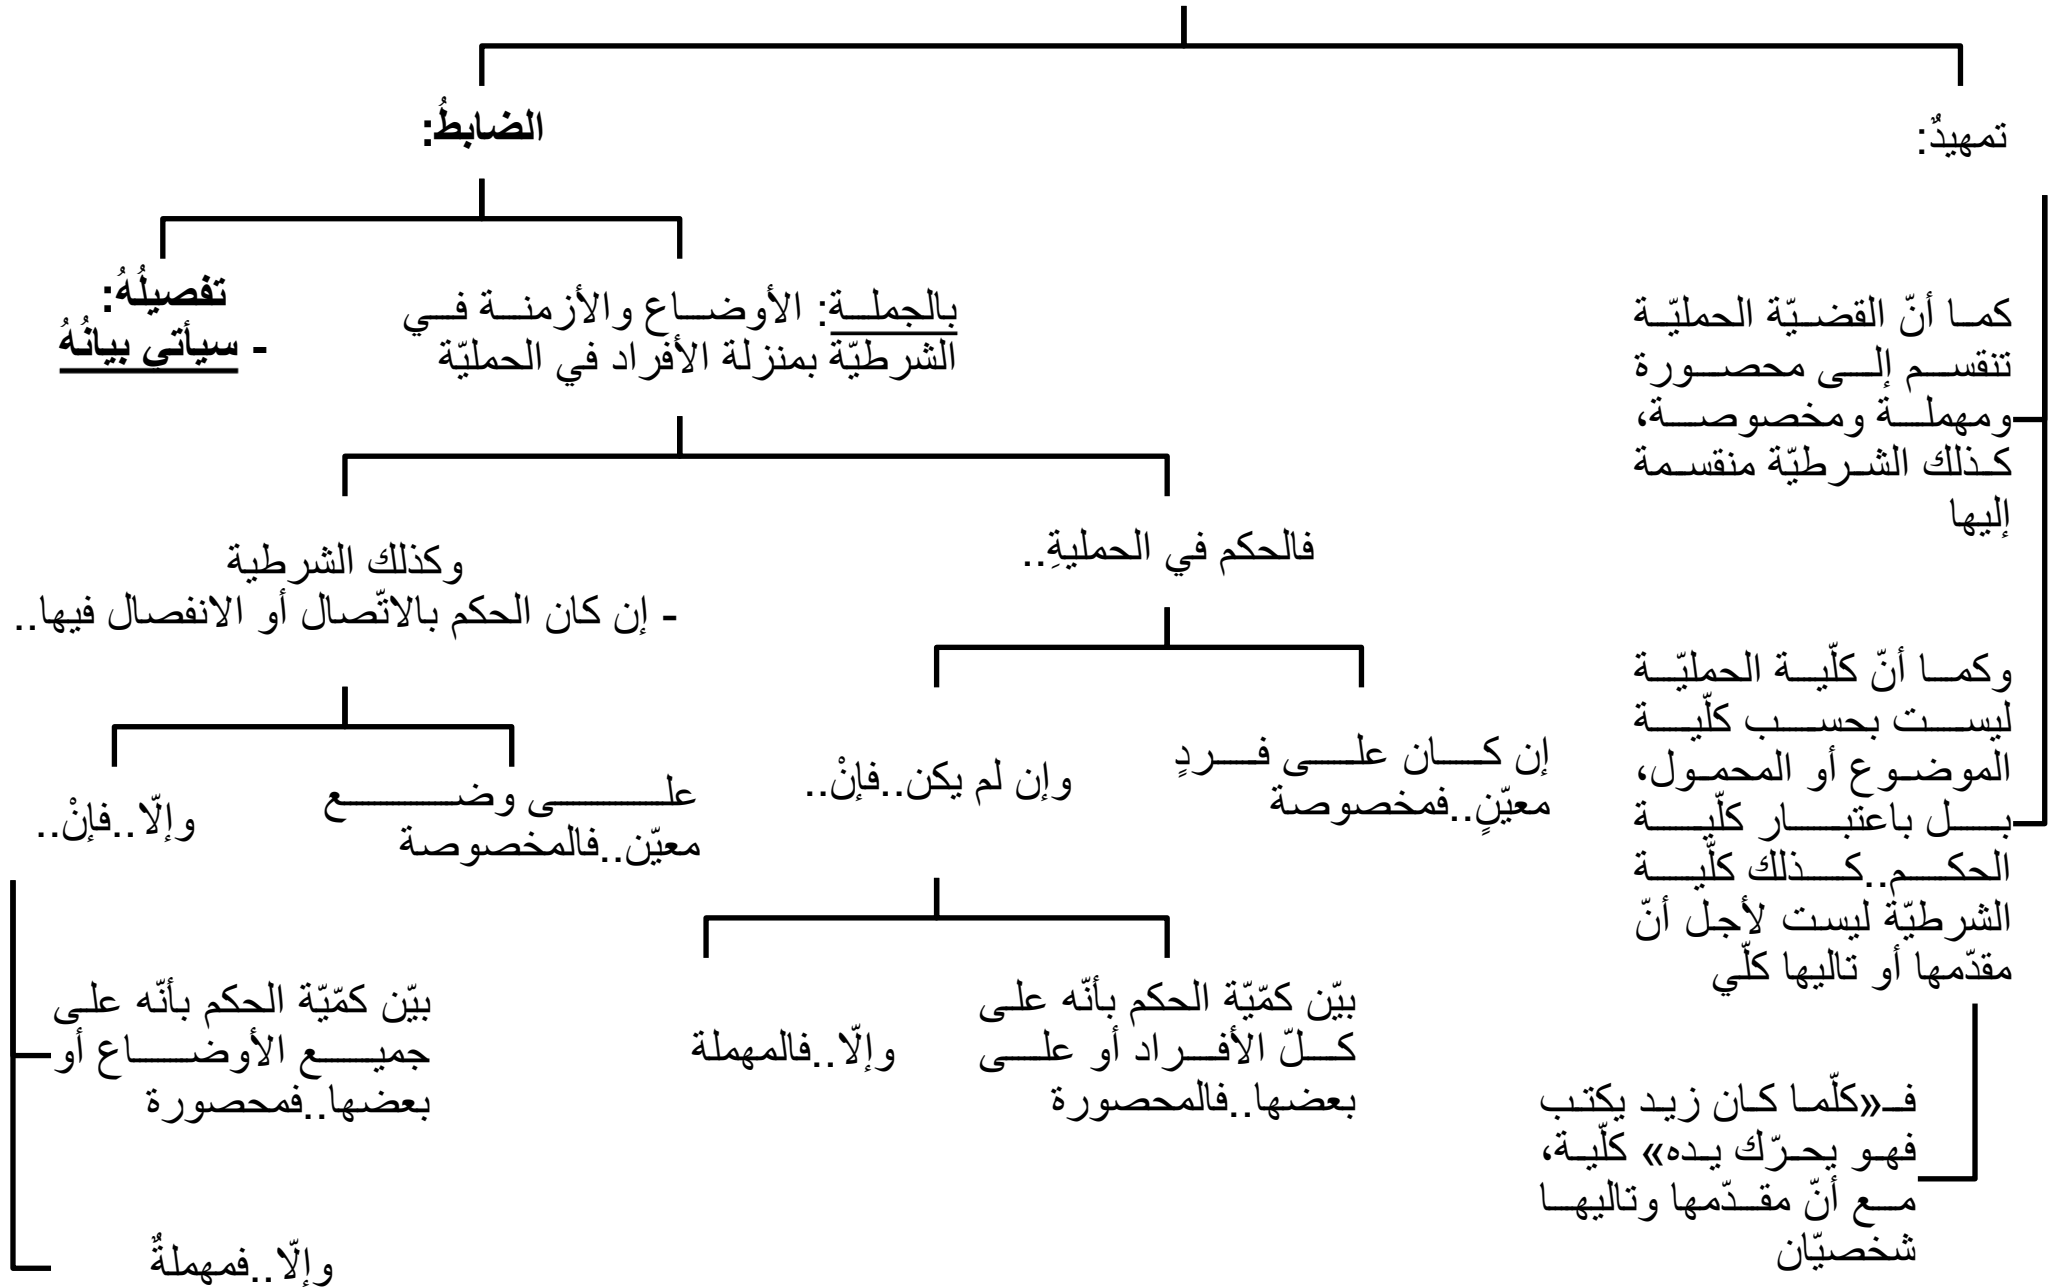 تمهيدٌ:
كما أنّ القضيّة الحمليّة
تنقسم إلى محصورة
ومهملة ومخصوصة،
كذلك الشرطيّة منقسمة
إليها
وكما أنّ كلّية الحمليّة
ليست بحسب كلّية
الموضوع أو المحمول،
بل باعتبار كلّية
الحكم..كذلك كلّية
الشرطيّة ليست لأجل أنّ
مقدّمها أو تاليها كلّي
فـ«كلّما كان زيد يكتب
فهو يحرّك يده» كلّية،
مع أنّ مقدّمها وتاليها
شخصيّان
الضابطُ:
بالجملة: الأوضاع والأزمنة في
الشرطيّة بمنزلة الأفراد في الحمليّة
فالحكم في الحمليةِ..
إن كان على فردٍ
معيّنٍ..فمخصوصة
وإن لم يكن..فإنْ..
بيّن كمّيّة الحكم بأنّه على
كلّ الأفراد أو على
بعضها..فالمحصورة
وإلّا..فالمهملة
وكذلك الشرطية
- إن كان الحكم بالاتّصال أو الانفصال فيها..
على وضع
معيّن..فالمخصوصة
وإلّا..فإنْ..
بيّن كمّيّة الحكم بأنّه على
جميع الأوضاع أو
بعضها..فمحصورة
وإلّا..فمهملةٌ
تفصيلُهُ:
- سيأتي بيانُهُ